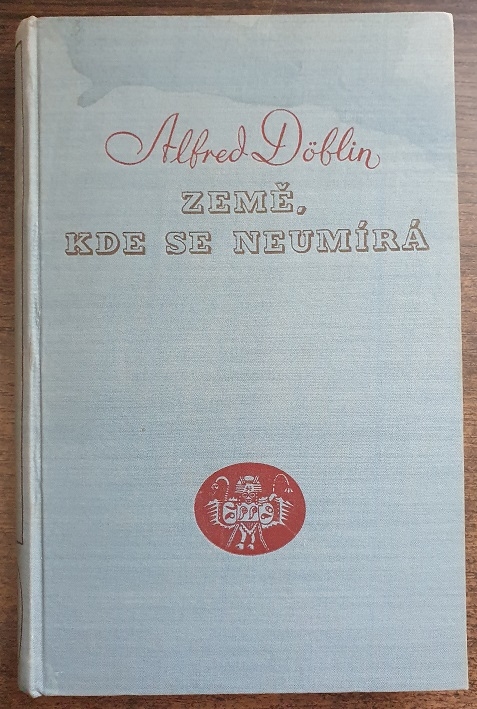 Alfred Döblin
ZEMĚ,
KDE SE NEUMÍRÁ